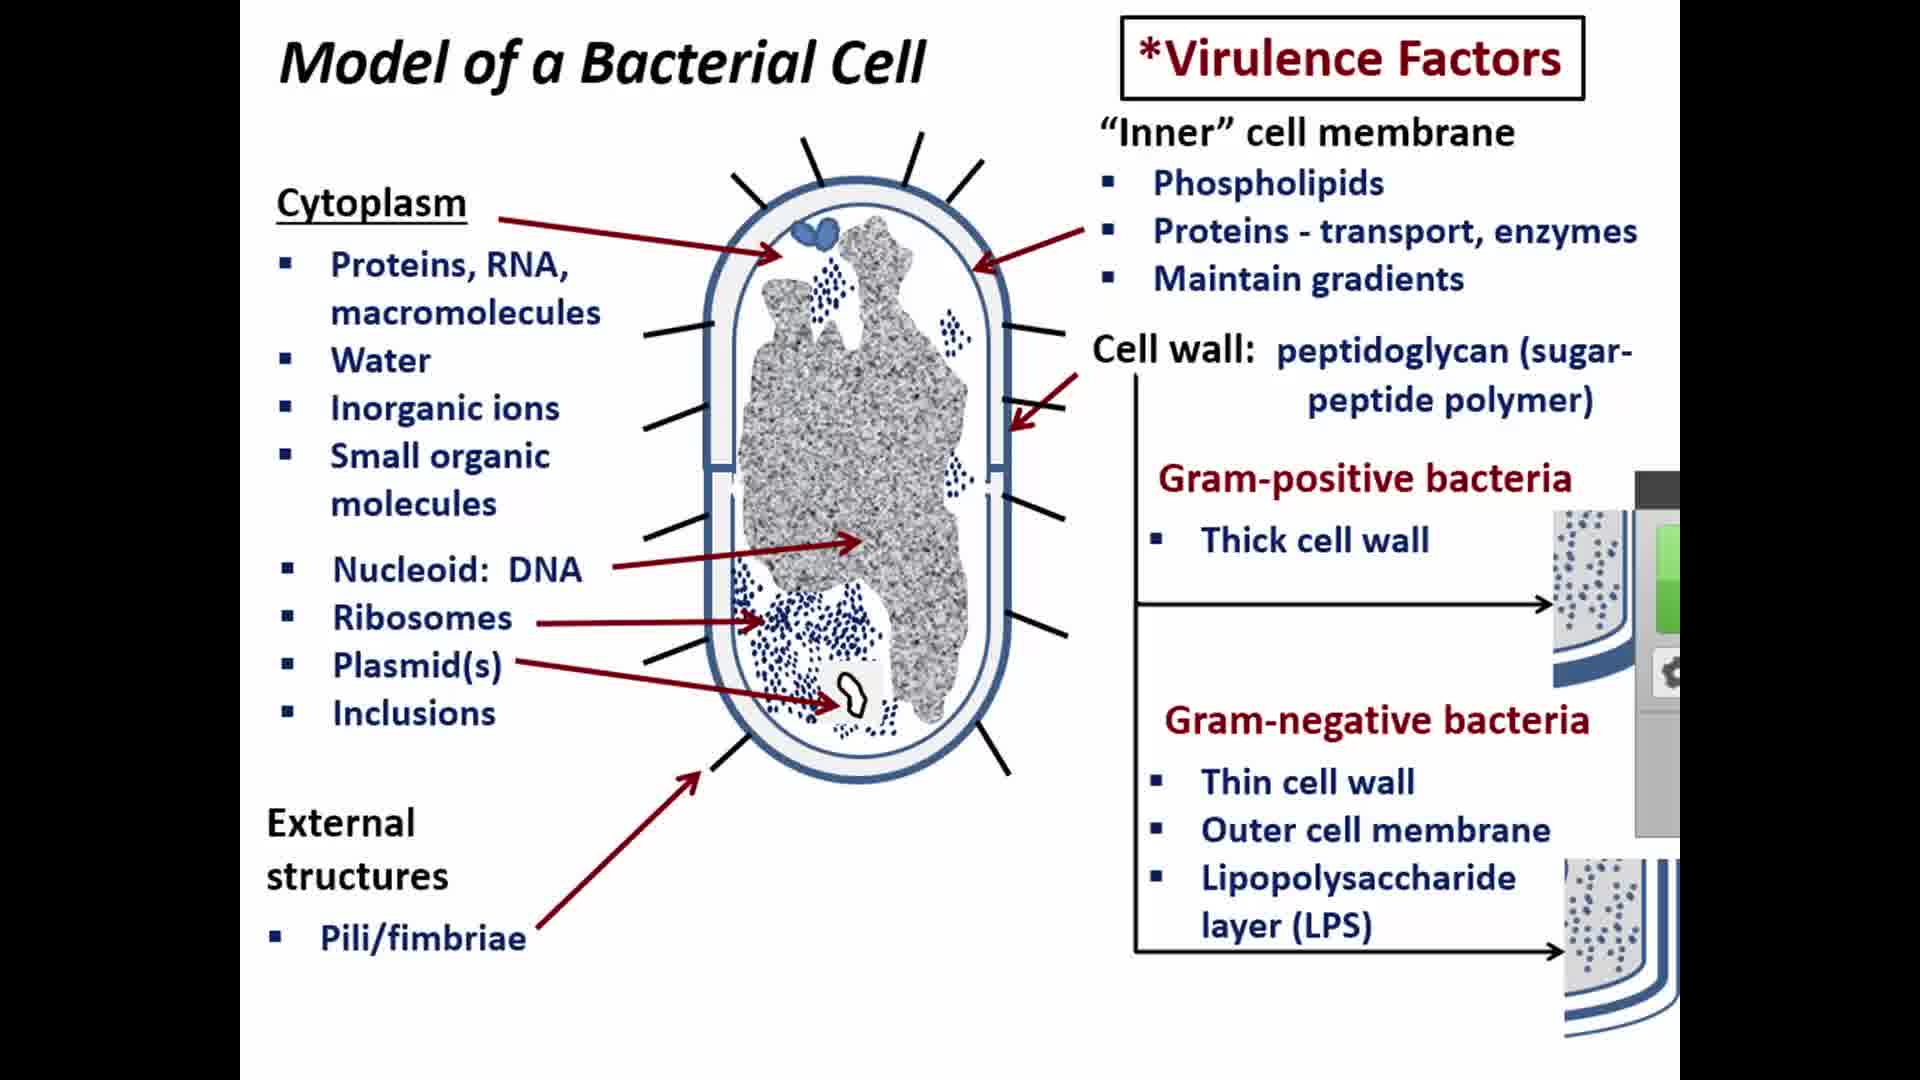 Model of a Bacterial Cell
*Virulence Factors
Cytoplasm
▪ Proteins, RNA,
macromolecules
▪ Water
▪ Inorganic ions
▪ Small organic
molecules
▪ Nucleoid: DNA
▪ Ribosomes
▪ Plasmid(s)
▪ Inclusions
External
structures
▪ Pili/fimbriae
“Inner” cell membrane
▪ Phospholipids
▪ Proteins - transport, enzymes
▪ Maintain gradients
Cell wall: peptidoglycan (sugar-
peptide polymer)
Gram-positive bacteria
▪ Thick cell wall
Gram-negative bacteria
▪ Thin cell wall
▪ Outer cell membrane
▪ Lipopolysaccharide
layer (LPS)